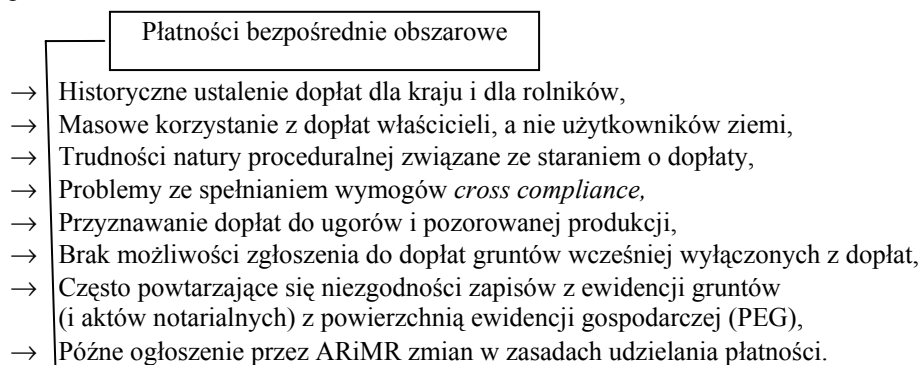 Płatności bezpośrednie obszarowe
→ Historyczne ustalenie dopłat dla kraju i dla rolników,
→ Masowe korzystanie z dopłat właścicieli, a nie użytkowników ziemi,
→ Trudności natury proceduralnej związane ze staraniem o dopłaty,
→ Problemy ze spełnianiem wymogów cross compliance,
→ Przyznawanie dopłat do ugorów i pozorowanej produkcji,
→ Brak możliwości zgłoszenia do dopłat gruntów wcześniej wyłączonych z dopłat,
→ Często powtarzające się niezgodności zapisów z ewidencji gruntów
(i aktów notarialnych) z powierzchnią ewidencji gospodarczej (PEG),
→ Późne ogłoszenie przez ARiMR zmian w zasadach udzielania płatności.